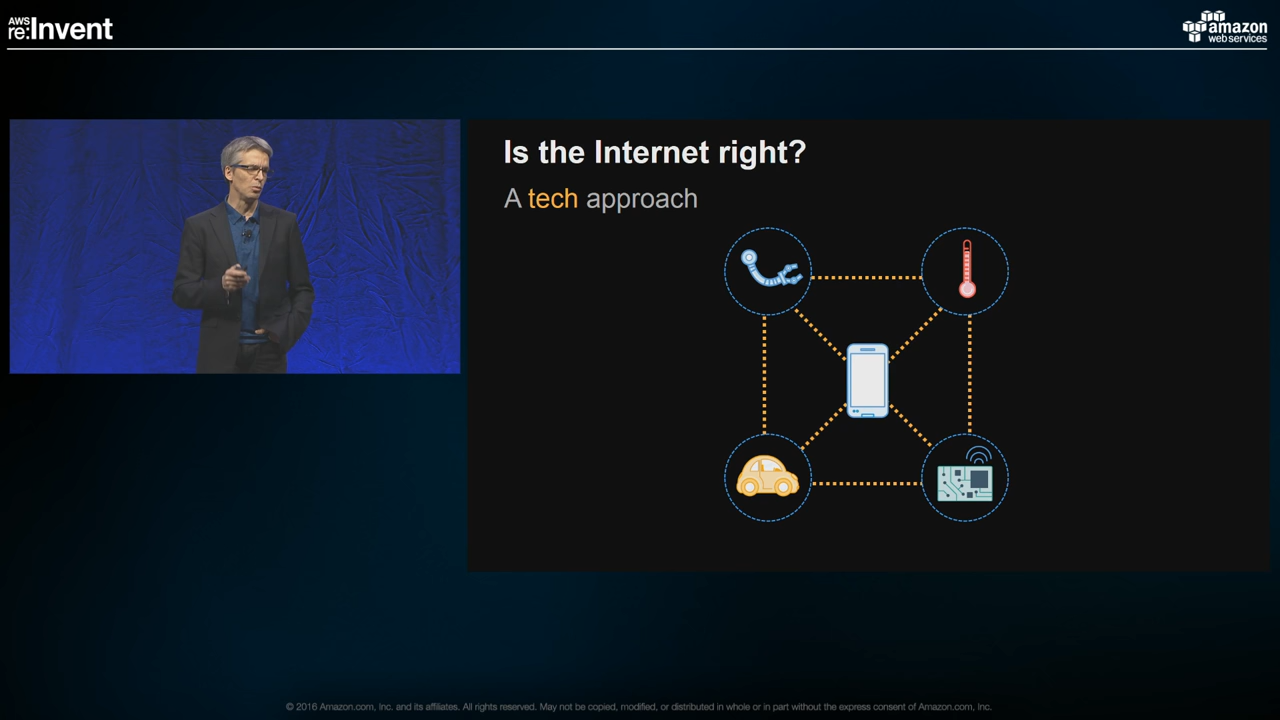 AWS
re:Invent
amazon
web services
Is the Internet right?
A tech approach
© 2016 Amazon.com, Inc. and its affiliates. All rights reserved. May not be copied, modified, or distributed in whole or in part without the express consent of Amazon.com, Inc.